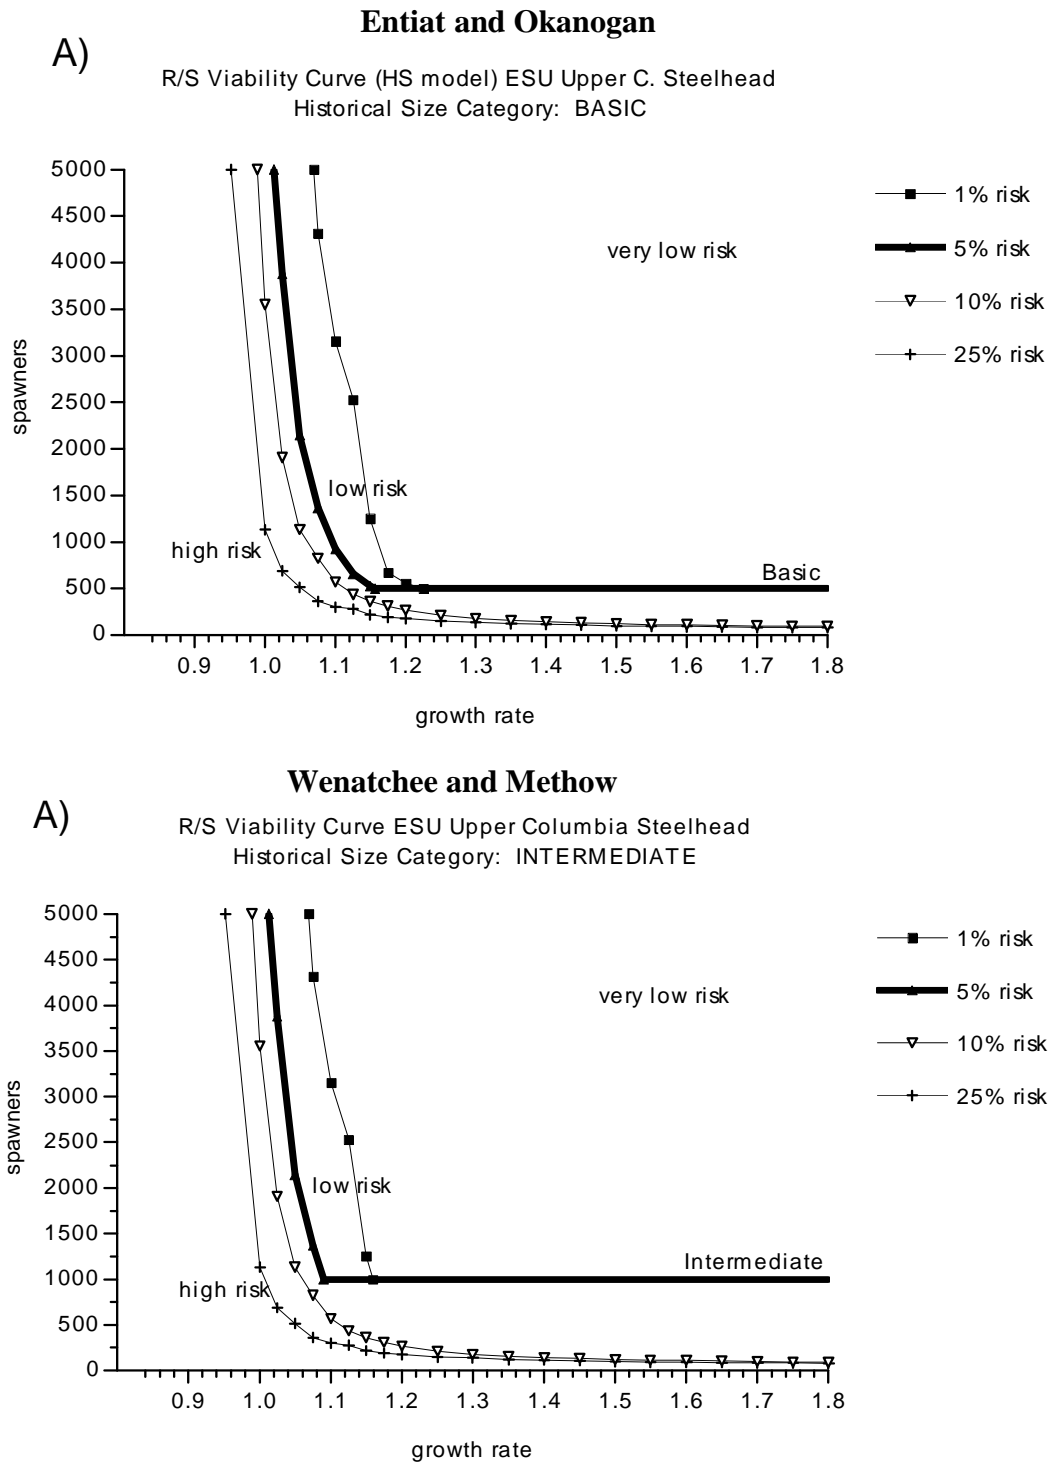 Entiat and Okanogan
A)
R/S Viability Curve (HS model) ESU Upper C. Steelhead
Historical Size Category: BASIC
5000
4500
4000
3500
3000
2500
2000
1500
1000
500
0
spawners
very low risk
low risk
high risk
Basic
1% risk
5% risk
10% risk
25% risk
0.9 1.0 1.1 1.2 1.3 1.4 1.5 1.6 1.7 1.8
growth rate
Wenatchee and Methow
A)
R/S Viability Curve ESU Upper Columbia Steelhead
Historical Size Category: INTERMEDIATE
5000
4500
4000
3500
3000
2500
2000
1500
1000
500
0
spawners
very low risk
low risk
high risk
Intermediate
1% risk
5% risk
10% risk
25% risk
0.9 1.0 1.1 1.2 1.3 1.4 1.5 1.6 1.7 1.8
growth rate